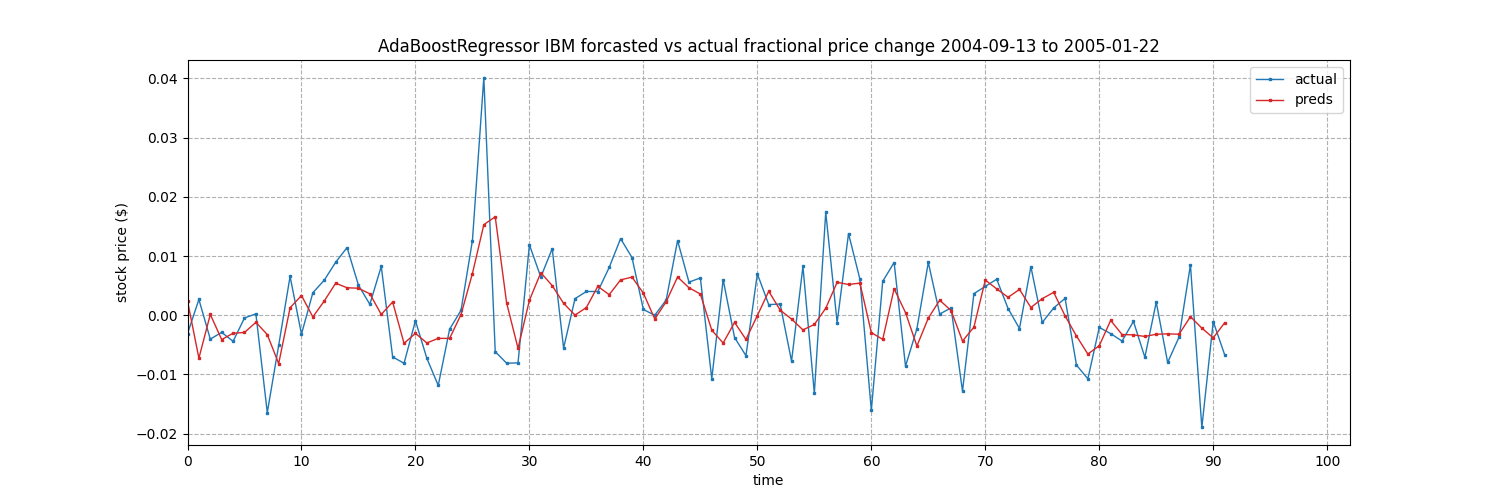 AdaBoostRegressor IBM forcasted vs actual fractional price change 2004-09-13 to 2005-01-22
actual
preds
stock price ($)
0.04
0.03
0.02
0.01
0.00
−0.01
−0.02
0 10 20 30 40 50 60 70 80 90 100
time